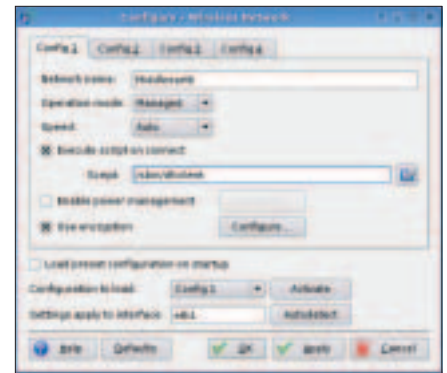 Configure - Wireless Network
Config 1 Config 2 Config 3 Config 4
Network name:
Operation mode: Managed
Speed: Auto
Execute script on connect
Script:
Enable power management
Use encryption Configure...
Load preset configuration on startup
Configuration to load: Config 1 Activate
Settings apply to interface: Autodetect
Help Defaults OK Apply Cancel